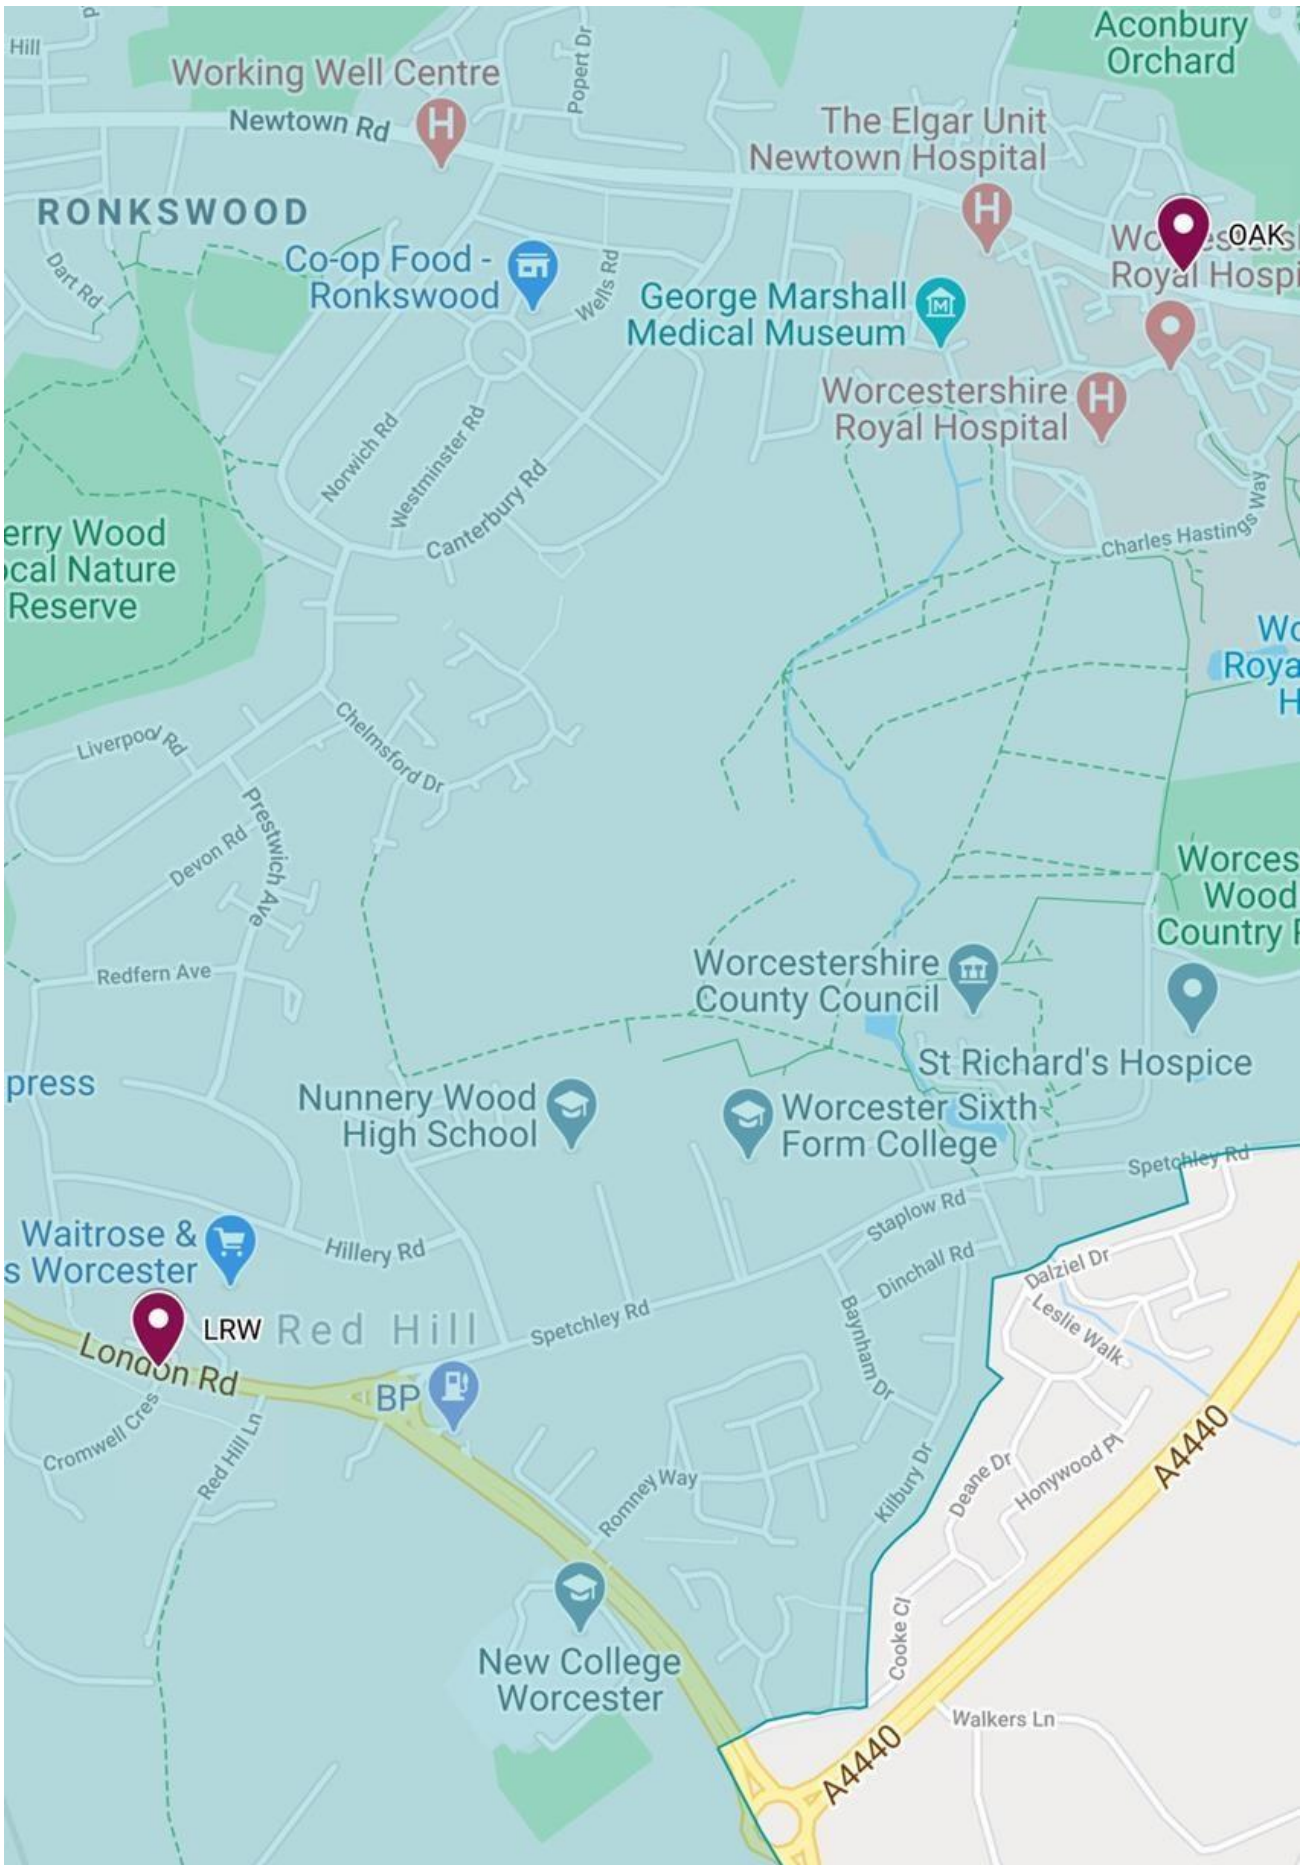 Aconbury
Orchard
Hill
Working Well Centre
Popert Dr
Newtown Rd
The Elgar Unit
Newtown Hospital
RONKSWOOD
OAK
Royal Hospi
Co-op Food -
Ronkswood
Dart Rd
Wells Rd
George Marshall
Medical Museum
Worcestershire
Royal Hospital
Norwich Rd
Westminster Rd
Canterbury Rd
Charles Hastings Way
erry Wood
ocal Nature
Reserve
Wo
Roya
H
Liverpool Rd
Chelmsford Dr
Prestwich Ave
Devon Rd
Worces
Wood
Country P
Redfern Ave
Worcestershire
County Council
St Richard's Hospice
press
Nunnery Wood
High School
Worcester Sixth
Form College
Spetchley Rd
Staplow Rd
Waitrose &
s Worcester
Hillery Rd
Dinchall Rd
Dalziel Dr
Leslie Walk
LRW
Red Hill
Spetchley Rd
Baynham Dr
London Rd
BP
Cromwell Cres
Red Hill Ln
A4440
Romney Way
Kilbury Dr
Deane Dr
Honywood Pl
Cooke Cl
New College
Worcester
Walkers Ln
A4440